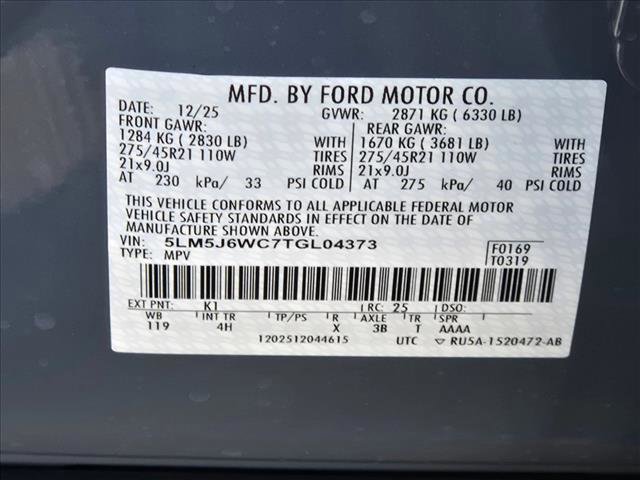 MFD. BY FORD MOTOR CO.
DATE: 12/25 GVWR: 2871 KG ( 6330 LB)
FRONT GAWR: REAR GAWR:
1284 KG ( 2830 LB) WITH 1670 KG ( 3681 LB) WITH
275/45R21 110W TIRES 275/45R21 110W TIRES
21x9.0J RIMS 21x9.0J RIMS
AT 230 kPa/ 33 PSI COLD AT 275 kPa/ 40 PSI COLD
THIS VEHICLE CONFORMS TO ALL APPLICABLE FEDERAL MOTOR
VEHICLE SAFETY STANDARDS IN EFFECT ON THE DATE OF
MANUFACTURE SHOWN ABOVE.
VIN: 5LM5J6WC7TGL04373 F0169
TYPE: MPV T0319
EXT PNT: K1 RC: 25 DSO:
WB INT TR TP/PS R AXLE TR SPR
119 4H X 3B T AAAA
1202512044615 UTC RU5A-1520472-AB